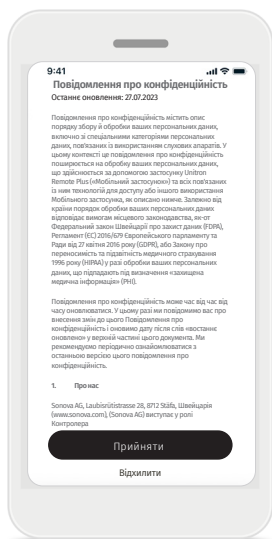 9:41
Повідомлення про конфіденційність
Останнє оновлення: 27.07.2023
Повідомлення про конфіденційність містить опис
порядку збору й обробки ваших персональних даних,
включно зі спеціальними категоріями персональних
даних, пов'язаних із використанням слухових апаратів. У
цьому контексті це повідомлення про конфіденційність
поширюється на обробку ваших персональних даних,
що здійснюється за допомогою застосунку Unitron
Remote Plus («Мобільний застосунок») та всіх пов'язаних
із ним технологій для доступу або іншого використання
Мобільного застосунка, як описано нижче. Залежно від
країни порядок обробки ваших персональних даних
відповідає вимогам місцевого законодавства, як-от
Федеральний закон Швейцарії про захист даних (FDPA),
Регламент (ЄС) 2016/679 Європейського парламенту та
Ради від 27 квітня 2016 року (GDPR), або Закону про
переносимість та підзвітність медичного страхування
1996 року (HIPAA) у разі обробки ваших персональних
даних, що підпадають під визначення «захищена
медична інформація» (PHI).
Повідомлення про конфіденційність може час від час від
часу оновлюватися. У цьому разі ми повідомимо вас про
внесення змін до цього Повідомлення про
конфіденційність і оновимо дату після слів «востаннє
оновлено» у верхній частині цього документа. Ми
рекомендуємо періодично ознайомлюватися з
останньою версією цього повідомлення про
конфіденційність.
1. Про нас
Sonova AG, Laubisrütistrasse 28, 8712 Stäfa, Швейцарія
(www.sonova.com), (Sonova AG) виступає у ролі
Контролера
Прийняти
Відхилити